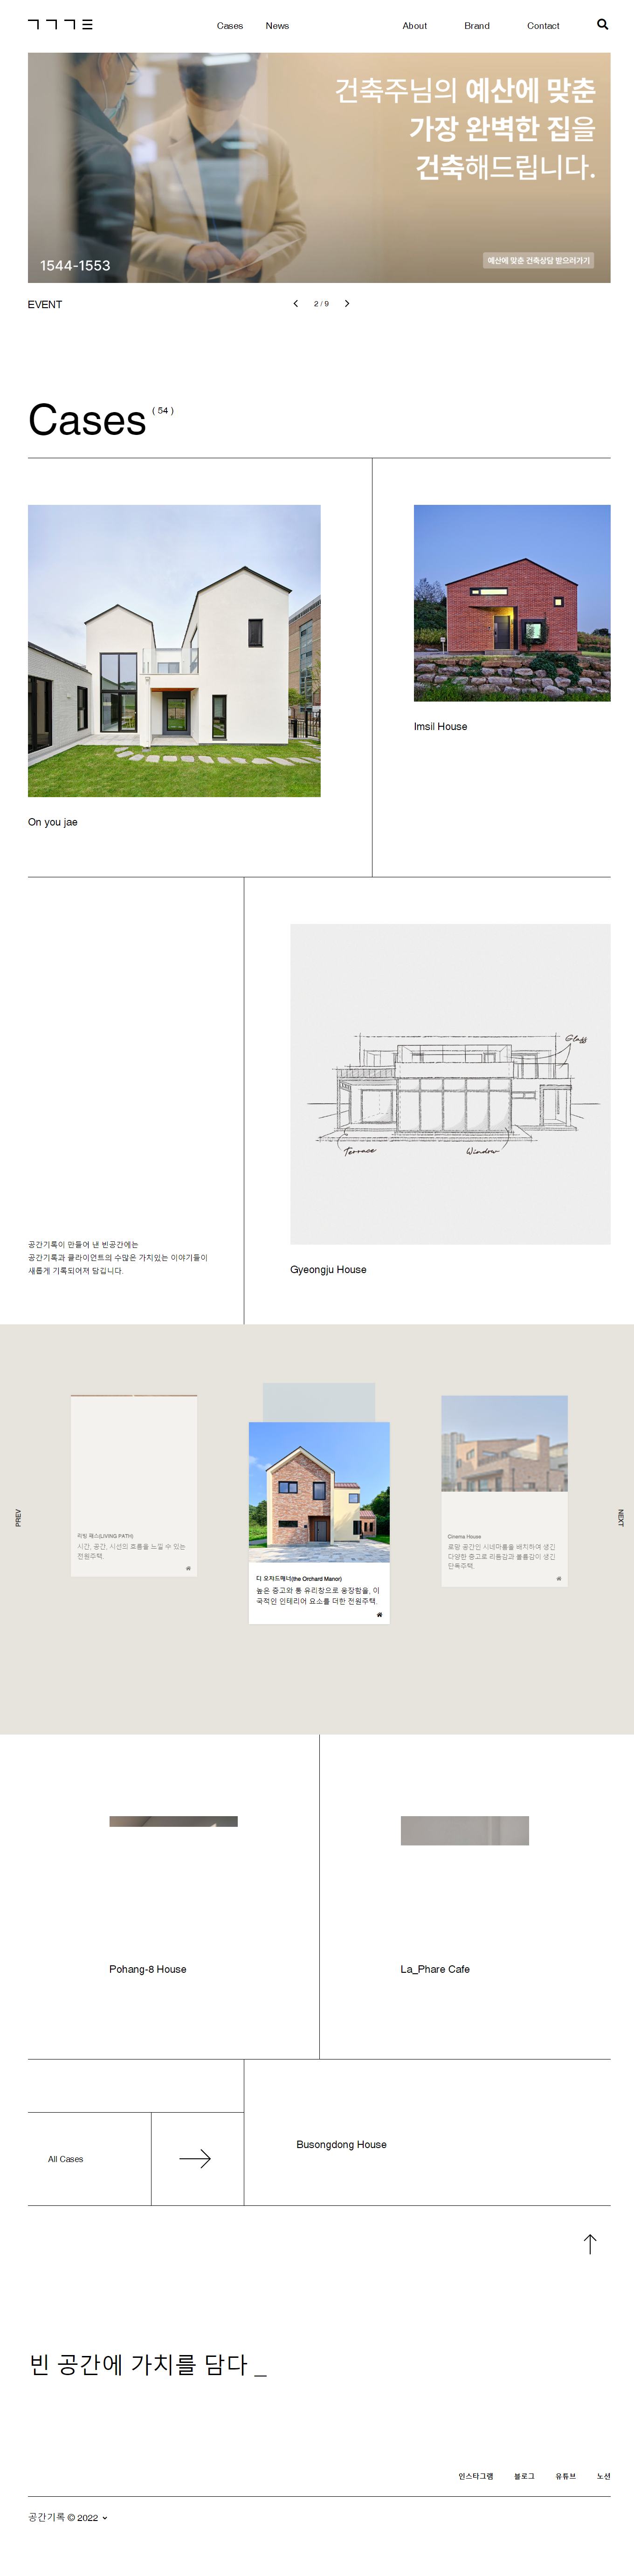 Cases News About Brand Contact
건축주님의 예산에 맞춘
가장 완벽한 집을
건축해드립니다.
1544-1553
예산에 맞춘 건축상담 받으러가기
EVENT
2 / 9
Cases ( 54 )
Imsil House
On you jae
Glass
Terrace
Window
공간기록이 만들어 낸 빈공간에는
공간기록과 클라이언트의 수많은 가치있는 이야기들이
새롭게 기록되어져 담깁니다.
Gyeongju House
PREV
리빙 패스(LIVING PATH)
시간, 공간, 시선의 흐름을 느낄 수 있는
전원주택.
디 오차드매너(the Orchard Manor)
높은 층고와 통 유리창으로 웅장함을, 이
국적인 인테리어 요소를 더한 전원주택.
Cinema House
로망 공간인 시네마룸을 배치하여 생긴
다양한 층고로 리듬감과 볼륨감이 생긴
단독주택.
NEXT
Pohang-8 House
La_Phare Cafe
All Cases
Busongdong House
빈 공간에 가치를 담다 _
인스타그램 블로그 유튜브 노션
공간기록 © 2022